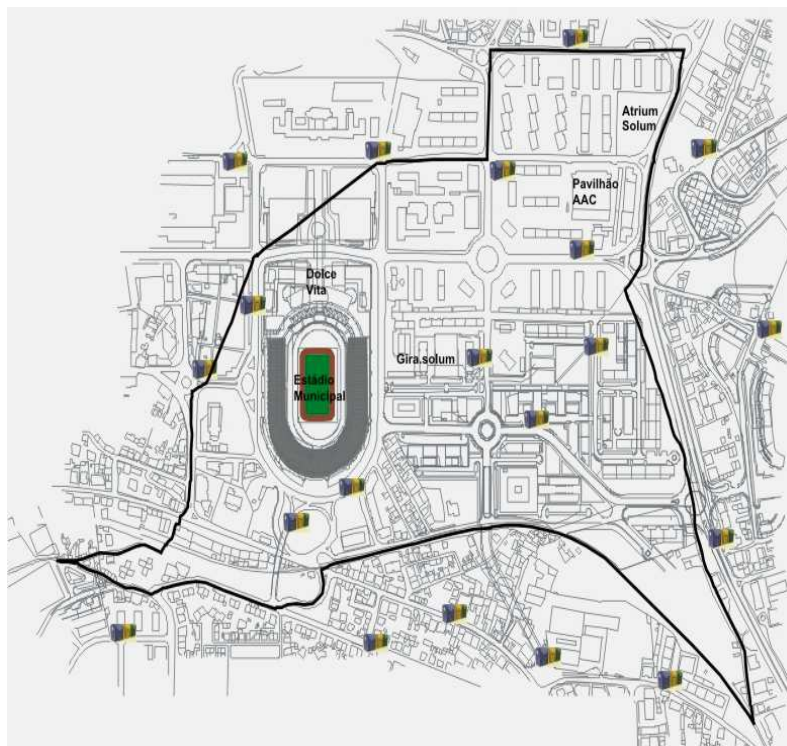 Atrium
Solum
Pavilhão
AAC
Dolce
Vita
Gira.solum
Estádio
Municipal